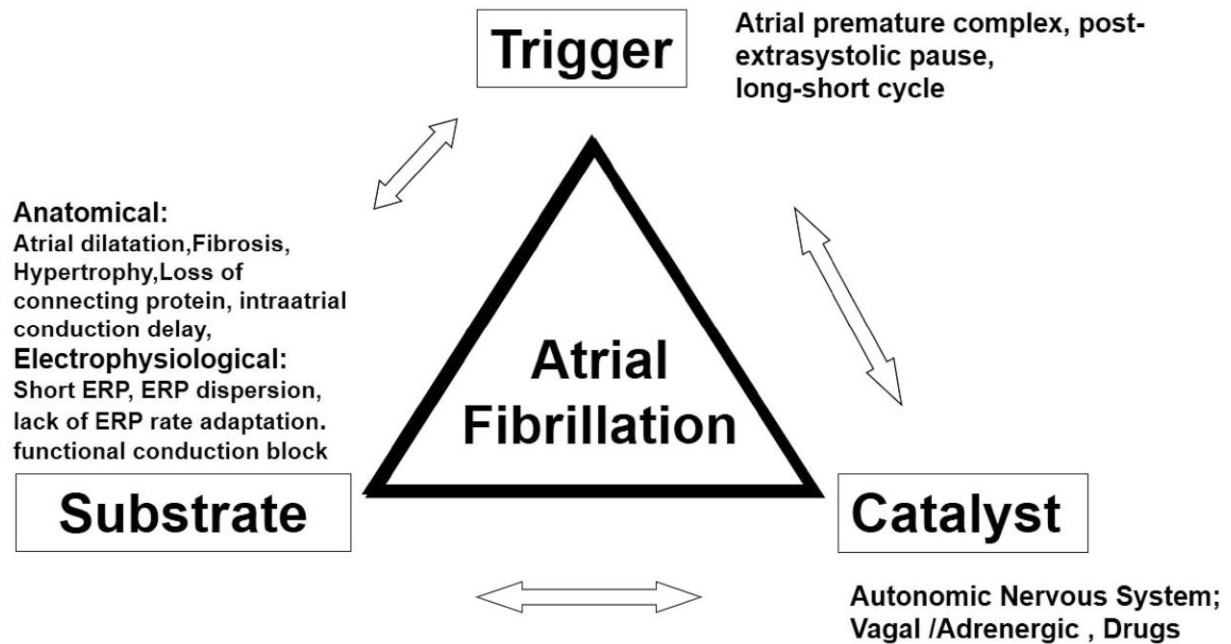 Trigger
Atrial premature complex, post-
extrasystolic pause,
long-short cycle
Anatomical:
Atrial dilatation,Fibrosis,
Hypertrophy,Loss of
connecting protein, intraatrial
conduction delay,
Electrophysiological:
Short ERP, ERP dispersion,
lack of ERP rate adaptation.
functional conduction block
Atrial
Fibrillation
Substrate
Catalyst
Autonomic Nervous System;
Vagal /Adrenergic , Drugs